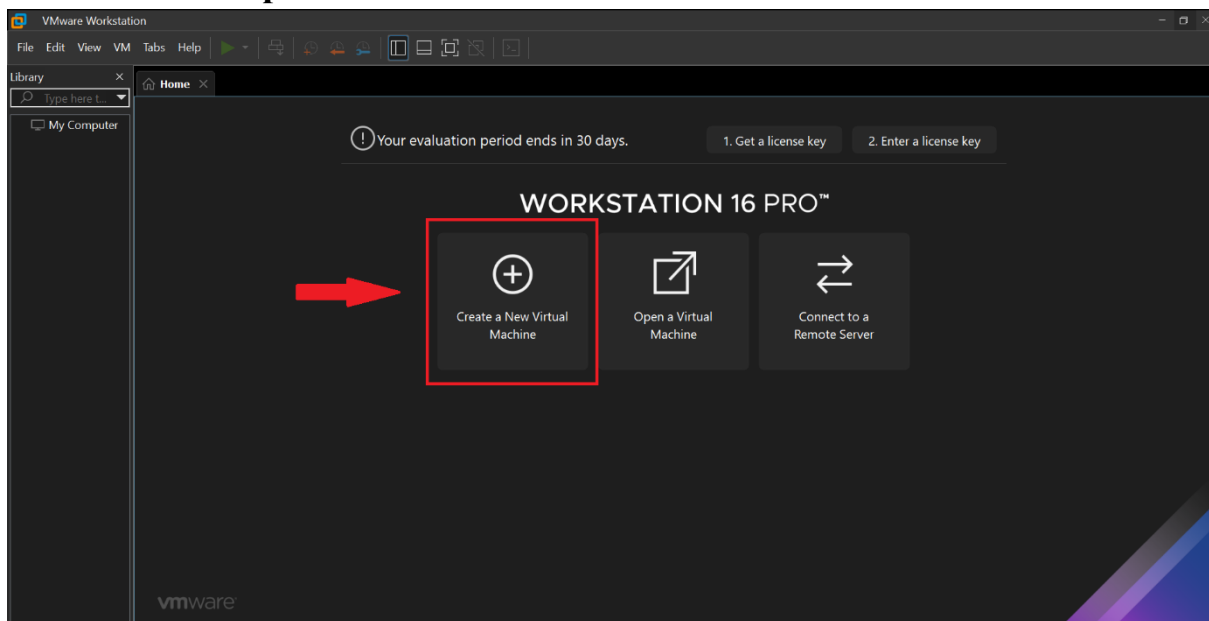 VMware Workstation
File Edit View VM Tabs Help
Library
Type here t...
Home
My Computer
Your evaluation period ends in 30 days.
1. Get a license key
2. Enter a license key
WORKSTATION 16 PRO™
Create a New Virtual
Machine
Open a Virtual
Machine
Connect to a
Remote Server
vmware